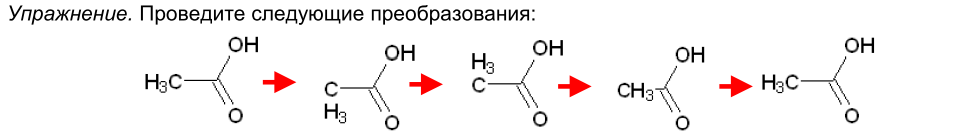 Упражнение. Проведите следующие преобразования:
H3C OH O
C H3 OH O
H3 C OH O
CH3 OH O
H3C OH O